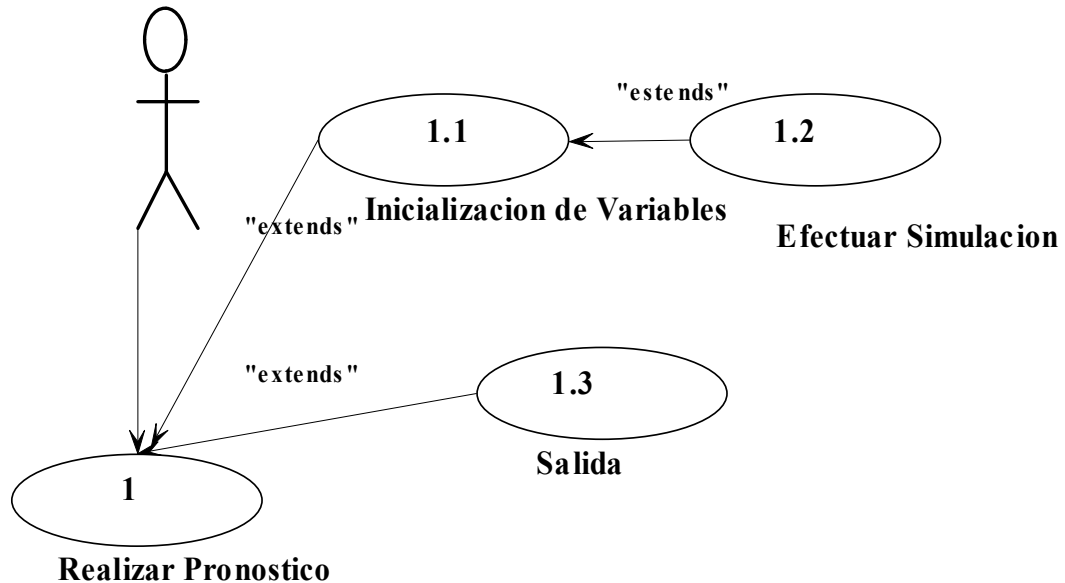 "estends"
1.1
1.2
"extends"
Inicializacion de Variables
Efectuar Simulacion
"extends"
1.3
Salida
1
Realizar Pronostico